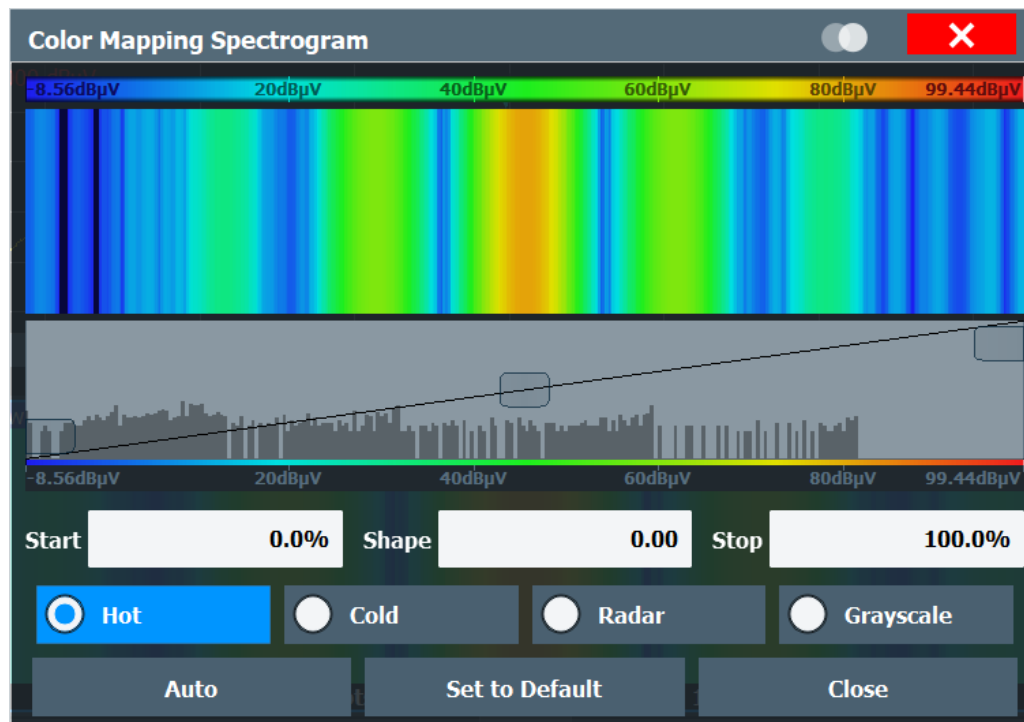 Color Mapping Spectrogram
-8.56dBµV 20dBµV 40dBµV 60dBµV 80dBµV 99.44dBµV
-8.56dBµV 20dBµV 40dBµV 60dBµV 80dBµV 99.44dBµV
Start 0.0% Shape 0.00 Stop 100.0%
Hot Cold Radar Grayscale
Auto Set to Default Close